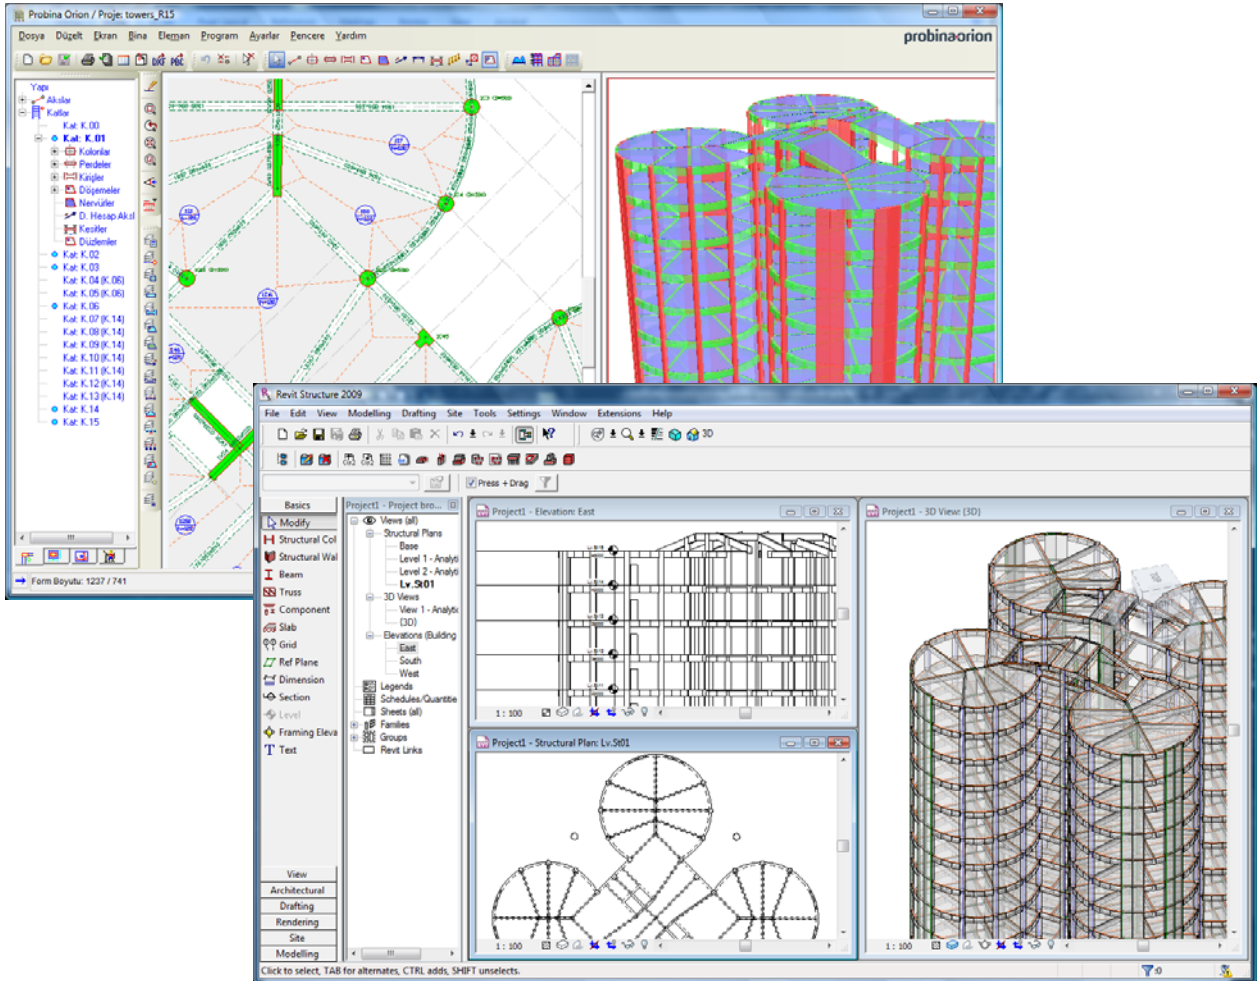 Probina Orion / Proje: towers_R15
Dosya Düzelt Ekran Bina Eleman Program Ayarlar Pencere Yardım
probina orion
Yapı
Akslar
Katlar
Kat: K.00
Kat: K.01
Kolonlar
Perdeler
Kirişler
Döşemeler
Nervürler
D. Hesap Aksl
Kesitler
Düzlemler
Kat: K.02
Kat: K.03
Kat: K.04 (K.06)
Kat: K.05 (K.06)
Kat: K.06
Kat: K.07 (K.14)
Kat: K.08 (K.14)
Kat: K.09 (K.14)
Kat: K.10 (K.14)
Kat: K.11 (K.14)
Kat: K.12 (K.14)
Kat: K.13 (K.14)
Kat: K.14
Kat: K.15
Form Boyutu: 1237 / 741
Revit Structure 2009
File Edit View Modelling Drafting Site Tools Settings Window Extensions Help
3D
Press + Drag
Basics
Modify
Structural Col
Structural Wal
Beam
Truss
Component
Slab
Grid
Ref Plane
Dimension
Section
Level
Framing Eleva
Text
View
Architectural
Drafting
Rendering
Site
Modelling
Project1 - Project bro...
Views (all)
Structural Plans
Base
Level 1 - Analyti
Level 2 - Analyti
Lv.St01
3D Views
View 1 - Analytic
{3D}
Elevations (Building
East
South
West
Legends
Schedules/Quantitie
Sheets (all)
Families
Groups
Revit Links
Project1 - Elevation: East
1 : 100
Project1 - Structural Plan: Lv.St01
1 : 100
Project1 - 3D View: {3D}
1 : 100
Click to select, TAB for alternates, CTRL adds, SHIFT unselects.
:0